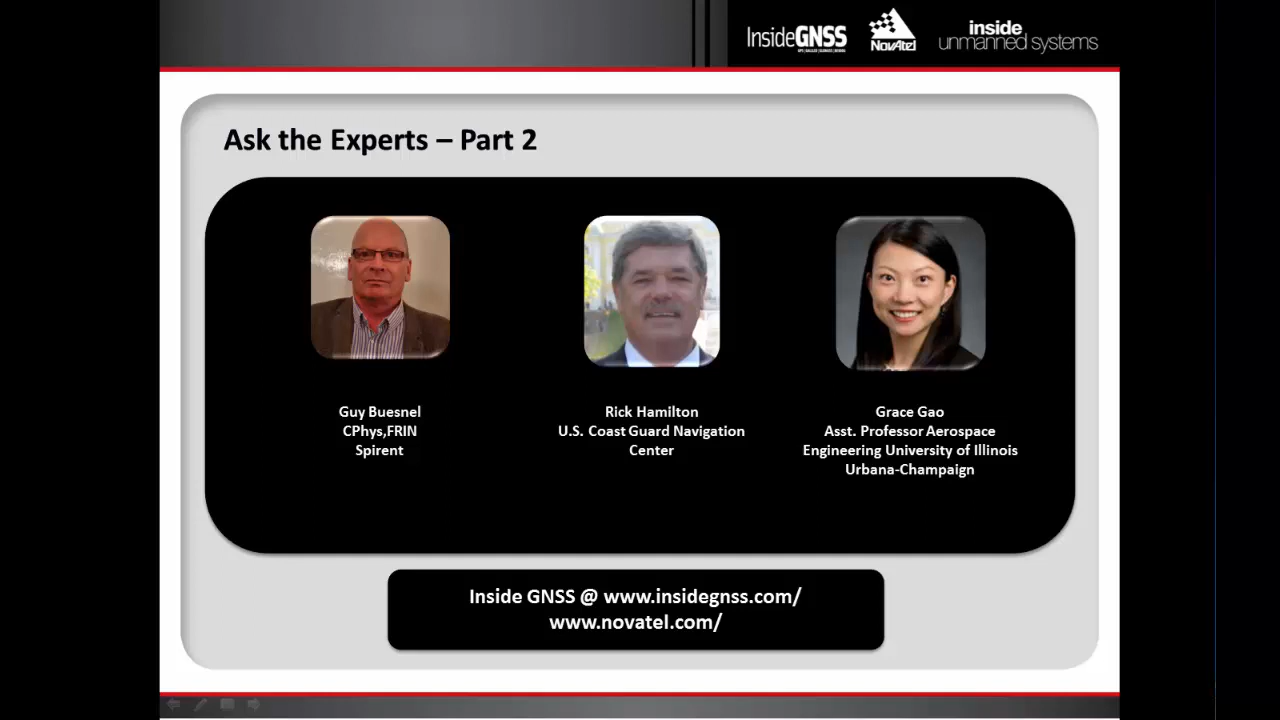 InsideGNSS
NovAtel
inside
unmanned systems
Ask the Experts – Part 2
Guy Buesnel
CPhys,FRIN
Spirent
Rick Hamilton
U.S. Coast Guard Navigation
Center
Grace Gao
Asst. Professor Aerospace
Engineering University of Illinois
Urbana-Champaign
Inside GNSS @ www.insidegnss.com/
www.novatel.com/